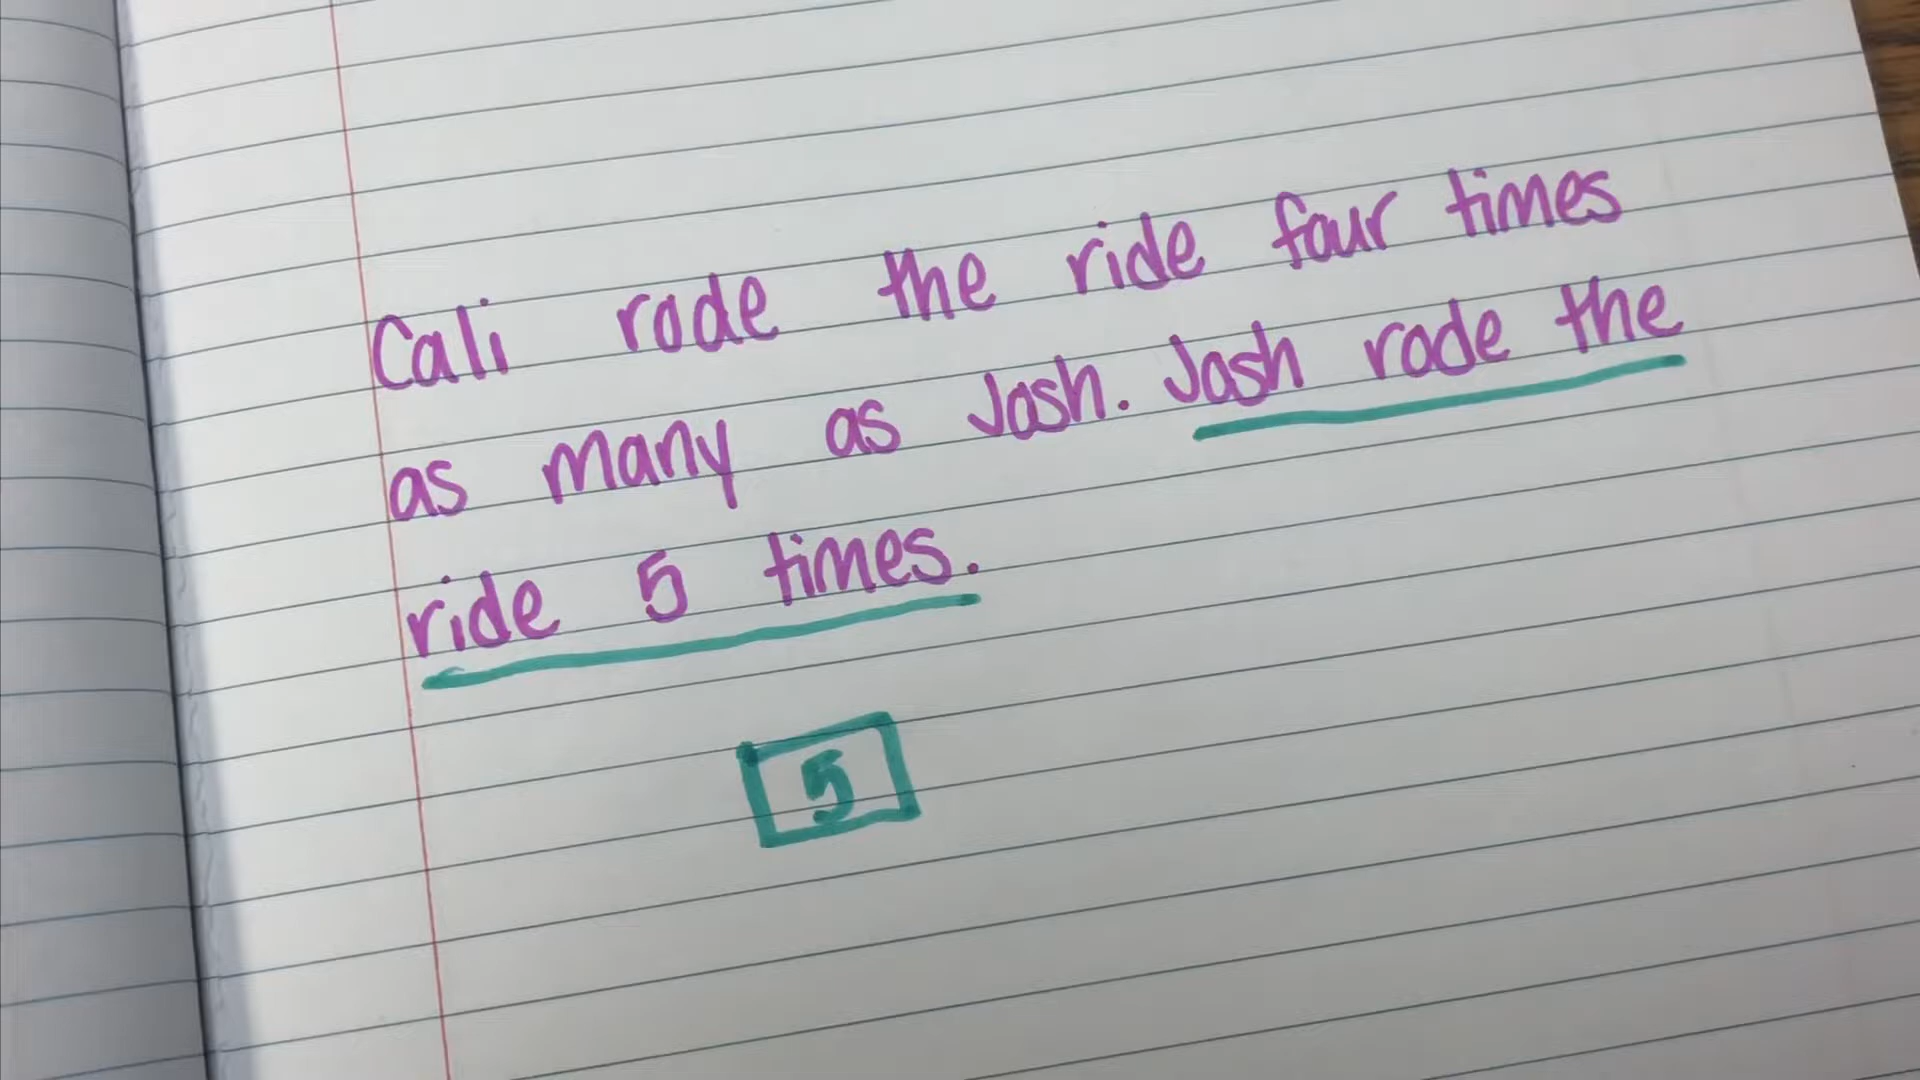 Cali rode the ride four times
as many as Josh. Josh rode the
ride 5 times.
5